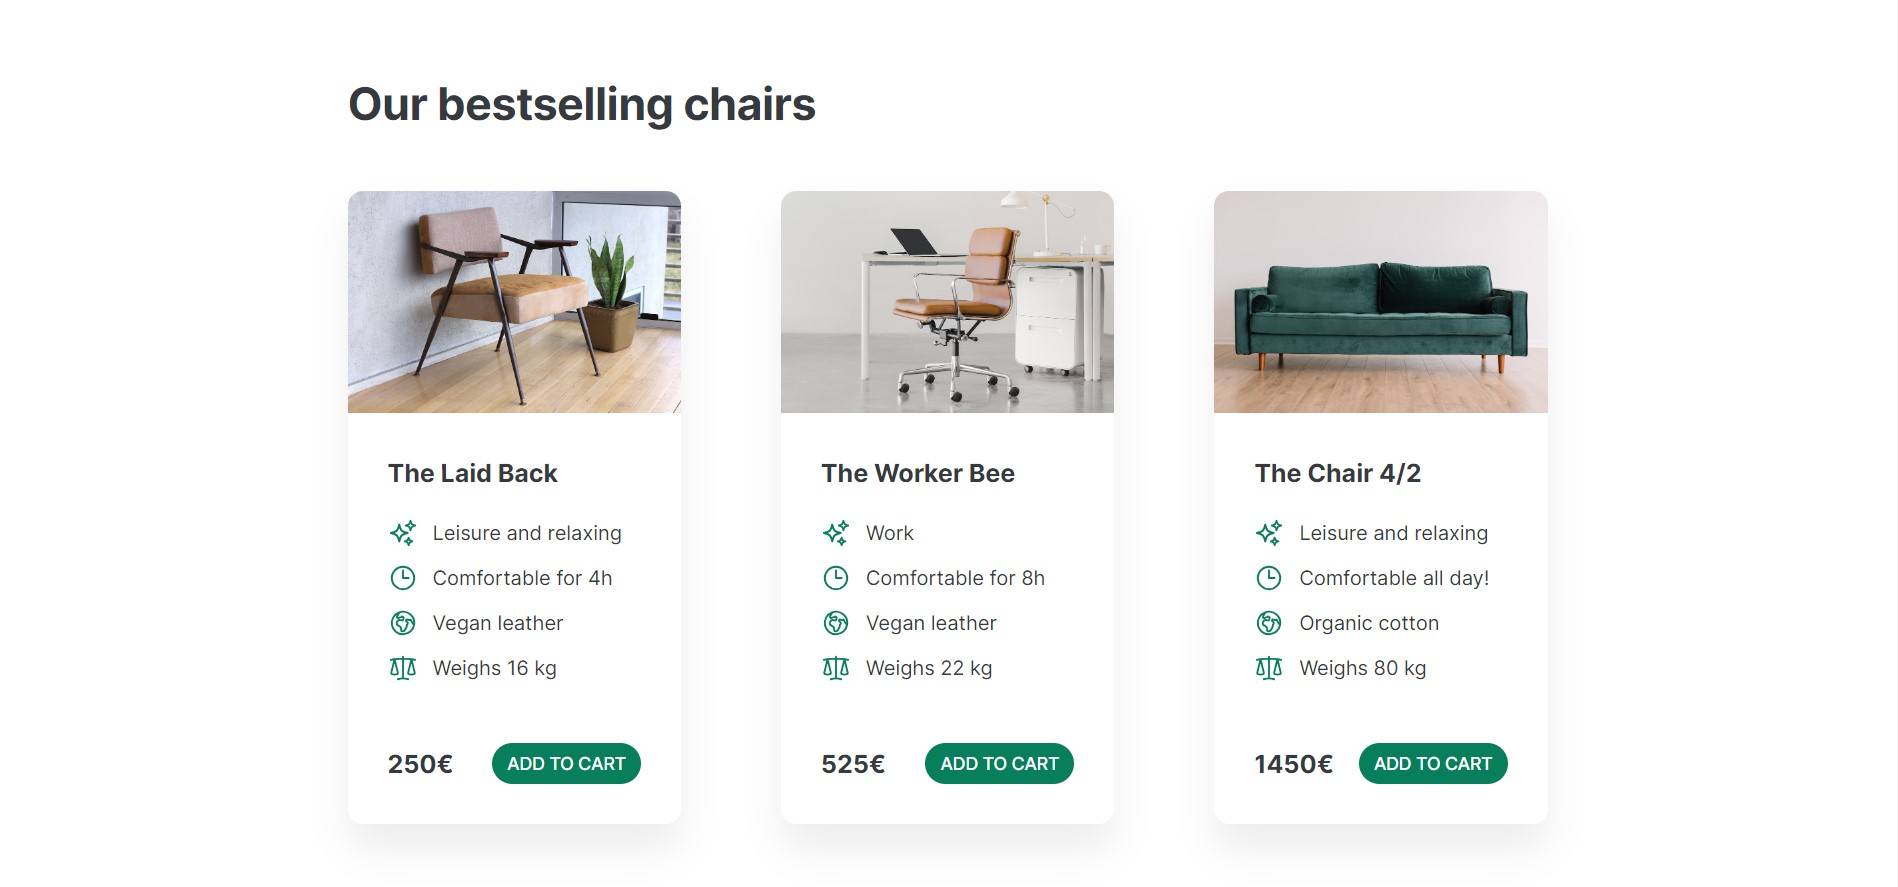 Our bestselling chairs
The Laid Back
Leisure and relaxing
Comfortable for 4h
Vegan leather
Weighs 16 kg
250€
ADD TO CART
The Worker Bee
Work
Comfortable for 8h
Vegan leather
Weighs 22 kg
525€
ADD TO CART
The Chair 4/2
Leisure and relaxing
Comfortable all day!
Organic cotton
Weighs 80 kg
1450€
ADD TO CART